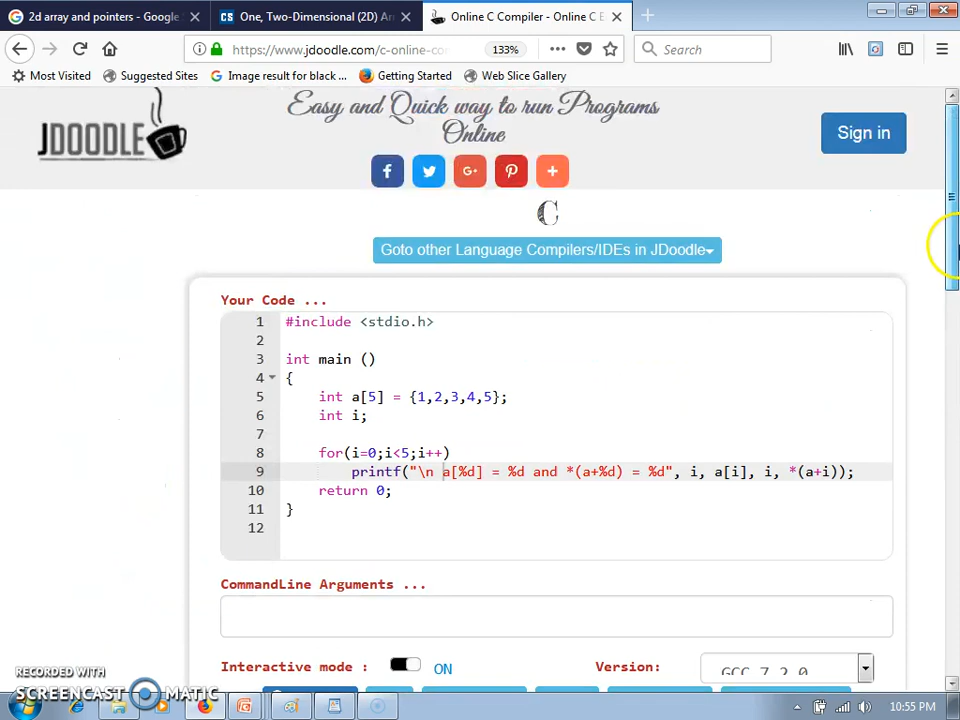 2d array and pointers - Google
One, Two-Dimensional (2D) Ar
Online C Compiler - Online C E
https://www.jdoodle.com/c-online-co
133%
Search
Most Visited
Suggested Sites
Image result for black ...
Getting Started
Web Slice Gallery
JDOODLE
Easy and Quick way to run Programs
Online
Sign in
f
G+
C
Goto other Language Compilers/IDEs in JDoodle
Your Code ...
1 #include <stdio.h>
2
3 int main ()
4 {
5 int a[5] = {1,2,3,4,5};
6 int i;
7
8 for(i=0;i<5;i++)
9 printf("\n a[%d] = %d and *(a+%d) = %d", i, a[i], i, *(a+i));
10 return 0;
11 }
12
CommandLine Arguments ...
Interactive mode :
ON
Version:
GCC 7.2.0
RECORDED WITH
SCREENCAST MATIC
10:55 PM